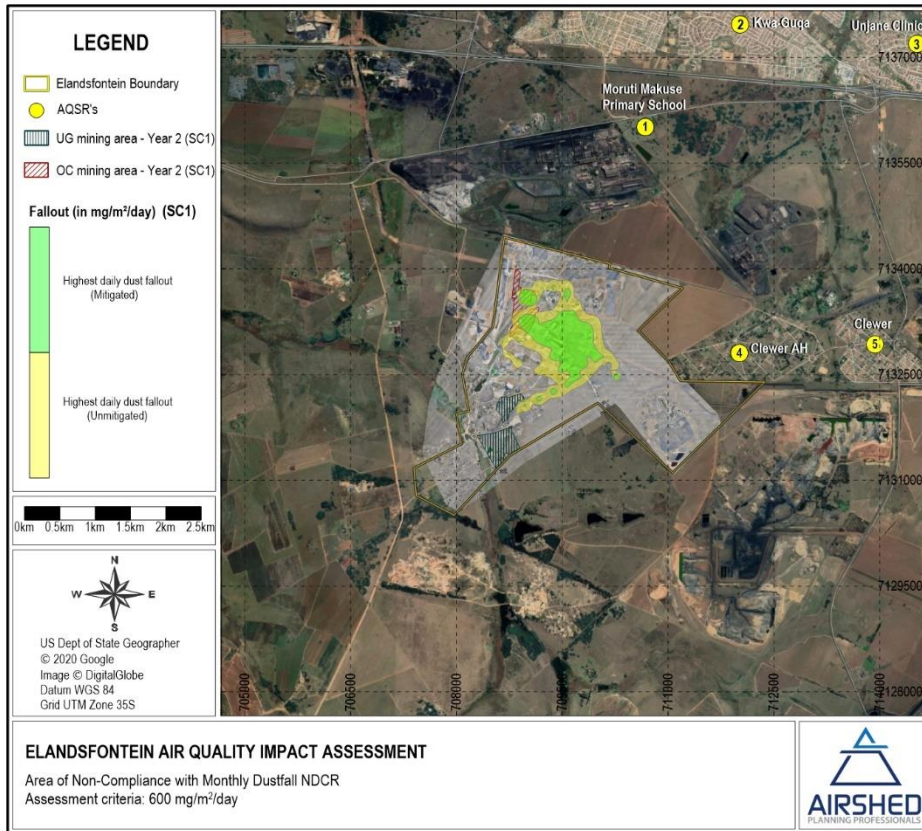 LEGEND
Elandsfontein Boundary
AQSR's
UG mining area - Year 2 (SC1)
OC mining area - Year 2 (SC1)
Fallout (in mg/m²/day) (SC1)
Highest daily dust fallout
(Mitigated)
Highest daily dust fallout
(Unmitigated)
0km 0.5km 1km 1.5km 2km 2.5km
N
W E
S
US Dept of State Geographer
© 2020 Google
Image © DigitalGlobe
Datum WGS 84
Grid UTM Zone 35S
2 Kwa-Guqa
Unjane Clinic
3
7137000
Moruti Makuse
Primary School
1
7135500
7134000
Clewer
5
4 Clewer AH
7132500
7131000
7129500
7128000
705000
706500
708000
711000
712500
714000
ELANDSFONTEIN AIR QUALITY IMPACT ASSESSMENT
Area of Non-Compliance with Monthly Dustfall NDCR
Assessment criteria: 600 mg/m²/day
AIRSHED
PLANNING PROFESSIONALS